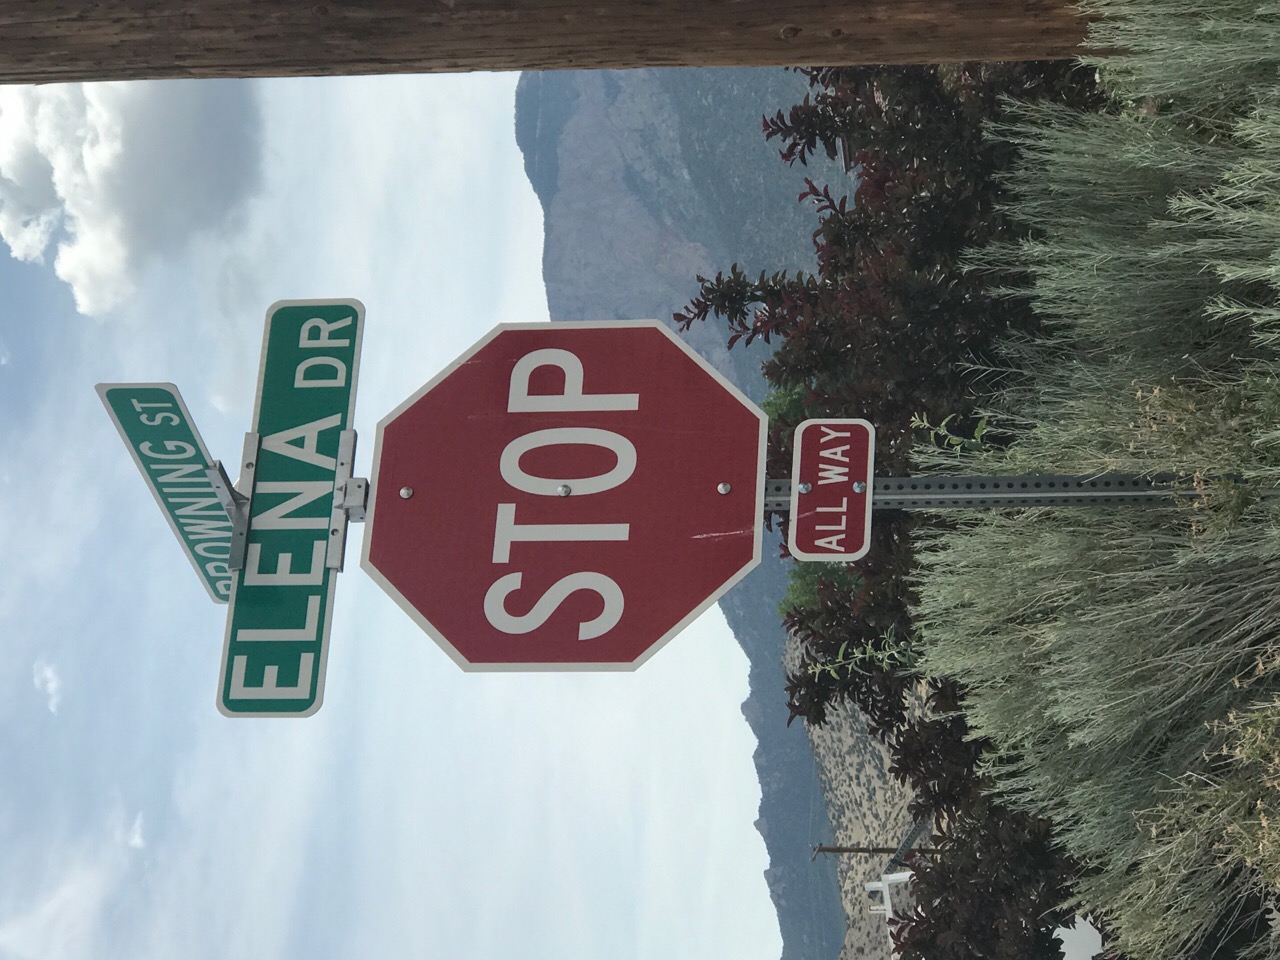 BROWNING ST
ELENA DR
STOP
ALL WAY